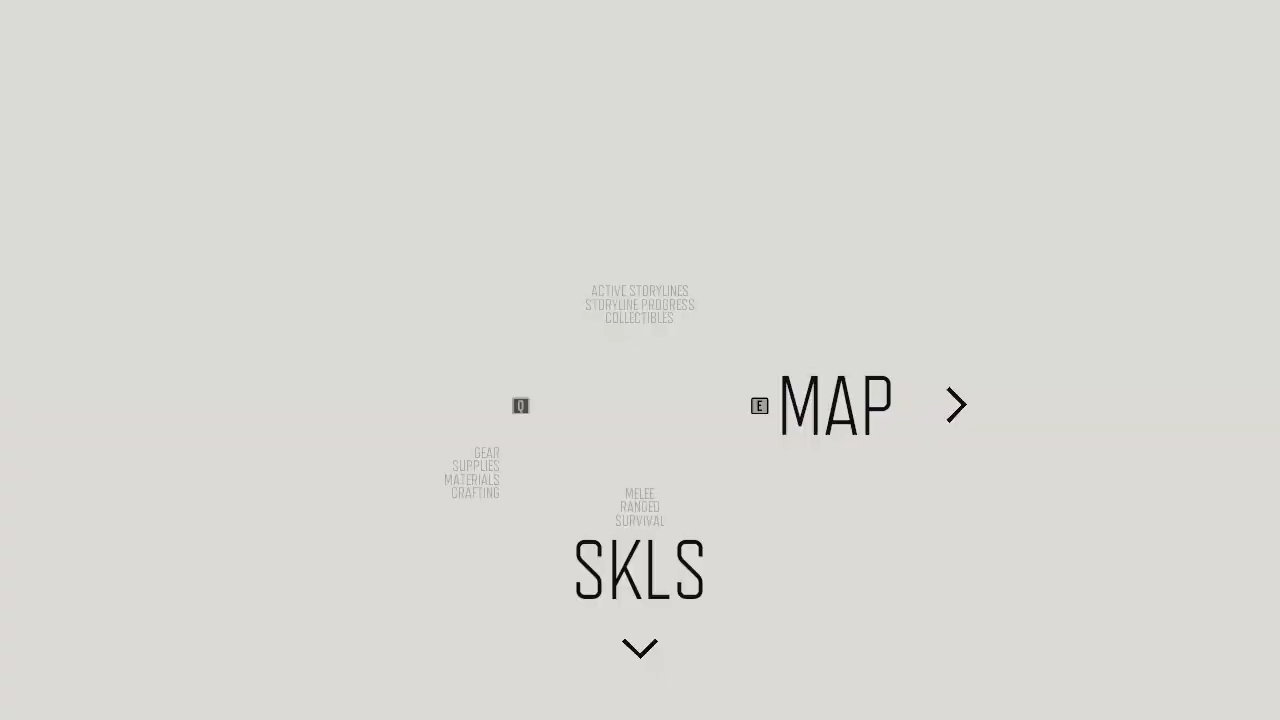 ACTIVE STORYLINES
STORYLINE PROGRESS
COLLECTIBLES
Q
E
MAP
GEAR
SUPPLIES
MATERIALS
CRAFTING
MELEE
RANGED
SURVIVAL
SKLS